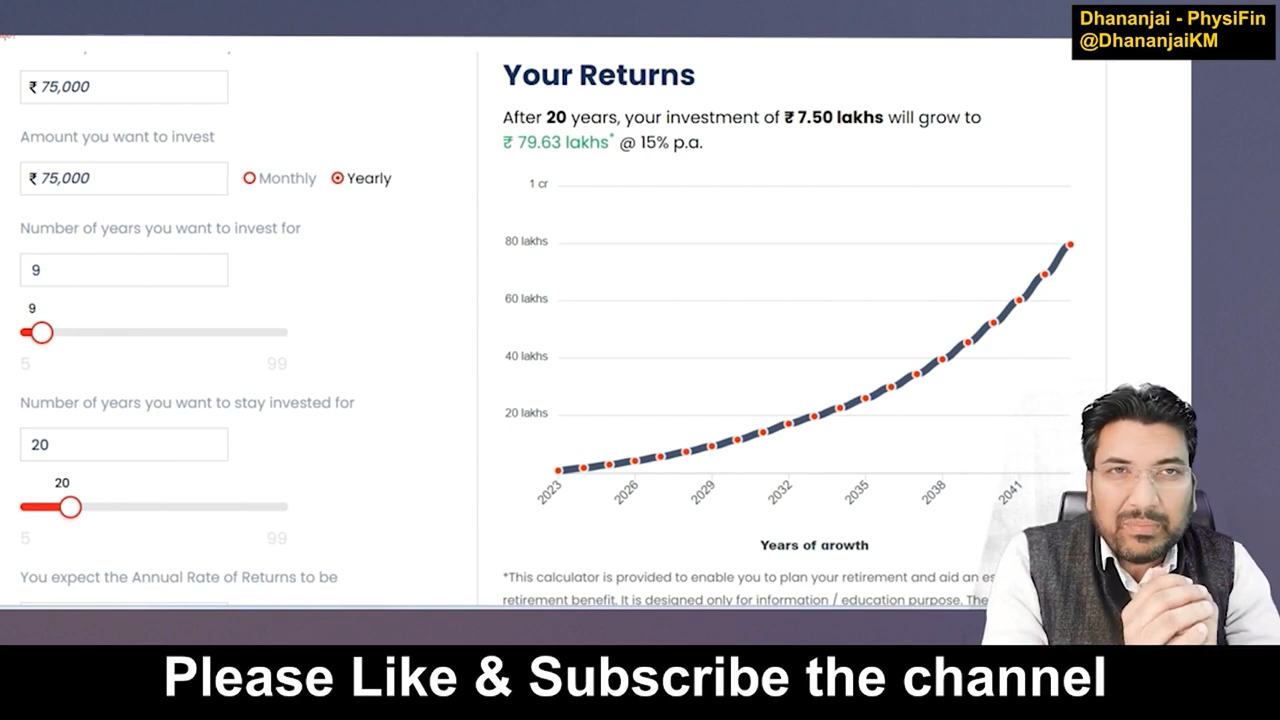 Dhananjai - PhysiFin
@DhananjaiKM
₹ 75,000
Amount you want to invest
₹ 75,000
Monthly
Yearly
Number of years you want to invest for
9
9
5
99
Number of years you want to stay invested for
20
20
5
99
You expect the Annual Rate of Returns to be
Your Returns
After 20 years, your investment of ₹ 7.50 lakhs will grow to
₹ 79.63 lakhs* @ 15% p.a.
1 cr
80 lakhs
60 lakhs
40 lakhs
20 lakhs
2023
2026
2029
2032
2035
2038
2041
Years of growth
*This calculator is provided to enable you to plan your retirement and aid an es
retirement benefit. It is designed only for information / education purpose. The
Please Like & Subscribe the channel